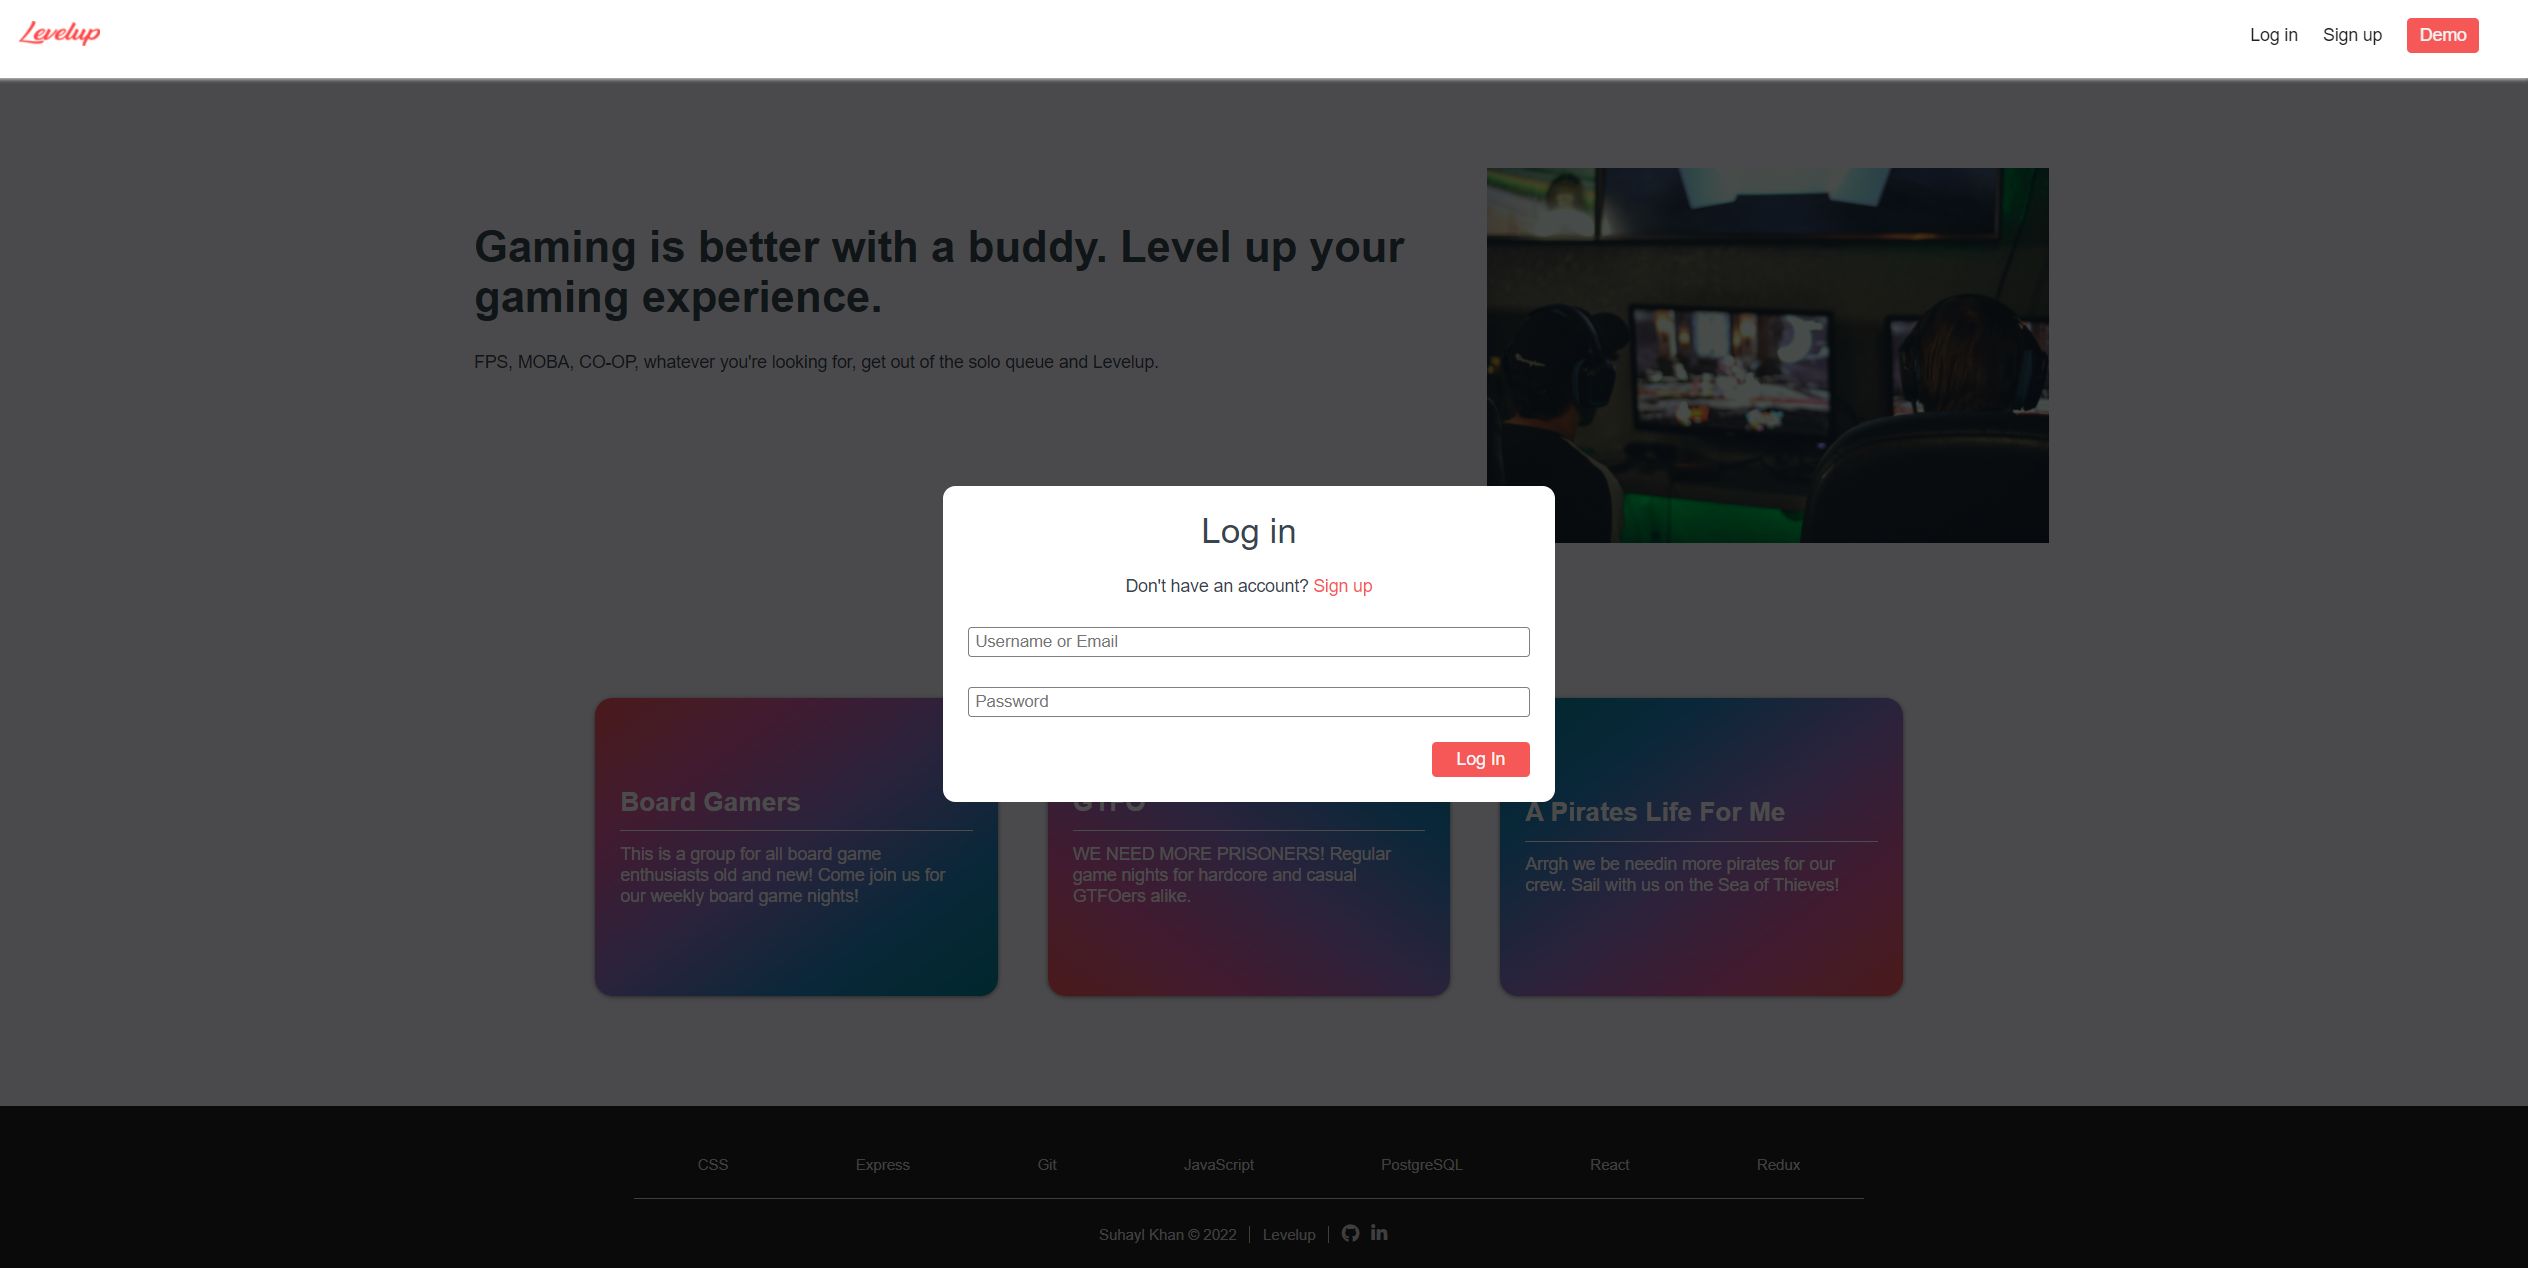 Levelup
Log in
Sign up
Demo
Gaming is better with a buddy. Level up your
gaming experience.
FPS, MOBA, CO-OP, whatever you're looking for, get out of the solo queue and Levelup.
Log in
Don't have an account? Sign up
Username or Email
Password
Log In
Board Gamers
This is a group for all board game
enthusiasts old and new! Come join us for
our weekly board game nights!
GTFO
WE NEED MORE PRISONERS! Regular
game nights for hardcore and casual
GTFOers alike.
A Pirates Life For Me
Arrgh we be needin more pirates for our
crew. Sail with us on the Sea of Thieves!
CSS
Express
Git
JavaScript
PostgreSQL
React
Redux
Suhayl Khan © 2022 | Levelup |